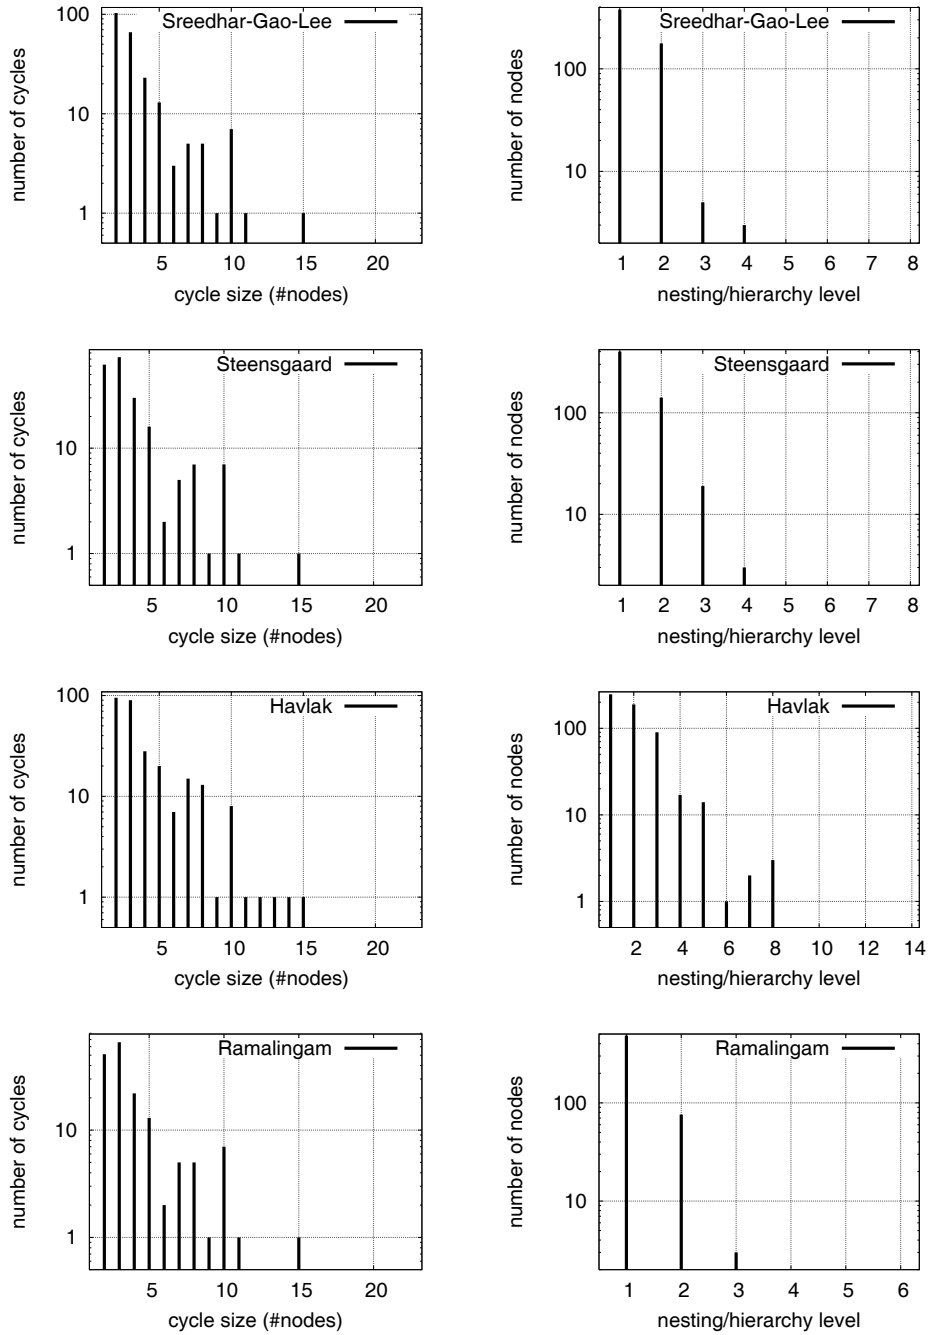 Sreedhar-Gao-Lee
number of cycles
100
10
1
5 10 15 20
cycle size (#nodes)
Sreedhar-Gao-Lee
number of nodes
100
10
1 2 3 4 5 6 7 8
nesting/hierarchy level
Steensgaard
number of cycles
10
1
5 10 15 20
cycle size (#nodes)
Steensgaard
number of nodes
100
10
1 2 3 4 5 6 7 8
nesting/hierarchy level
Havlak
number of cycles
100
10
1
5 10 15 20
cycle size (#nodes)
Havlak
number of nodes
100
10
1
2 4 6 8 10 12 14
nesting/hierarchy level
Ramalingam
number of cycles
10
1
5 10 15 20
cycle size (#nodes)
Ramalingam
number of nodes
100
10
1 2 3 4 5 6
nesting/hierarchy level